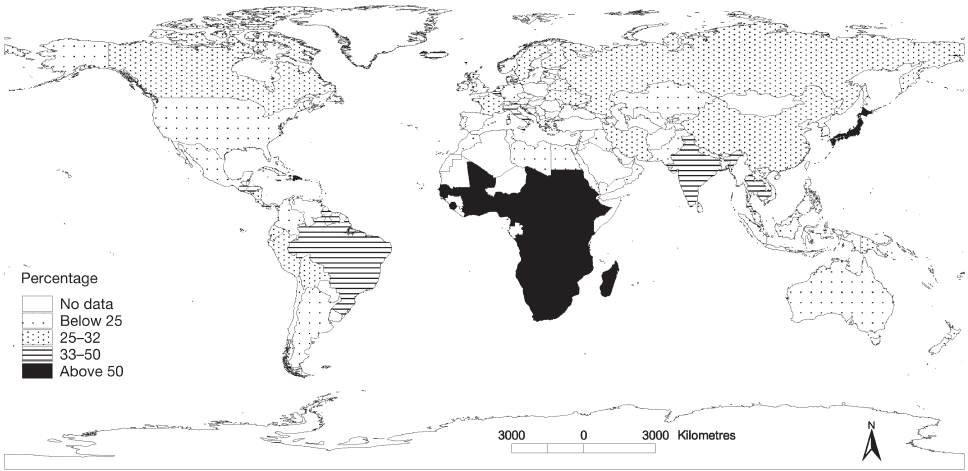 Percentage
No data
Below 25
25–32
33–50
Above 50
3000 0 3000 Kilometres
N